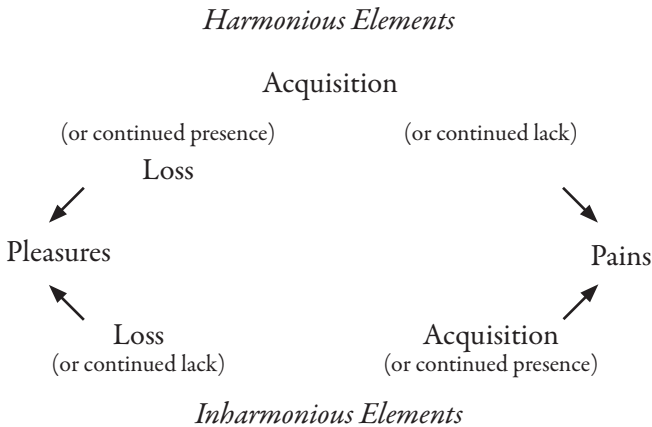 Harmonious Elements
Acquisition
(or continued presence) (or continued lack)
Loss
Pleasures Pains
Loss Acquisition
(or continued lack) (or continued presence)
Inharmonious Elements